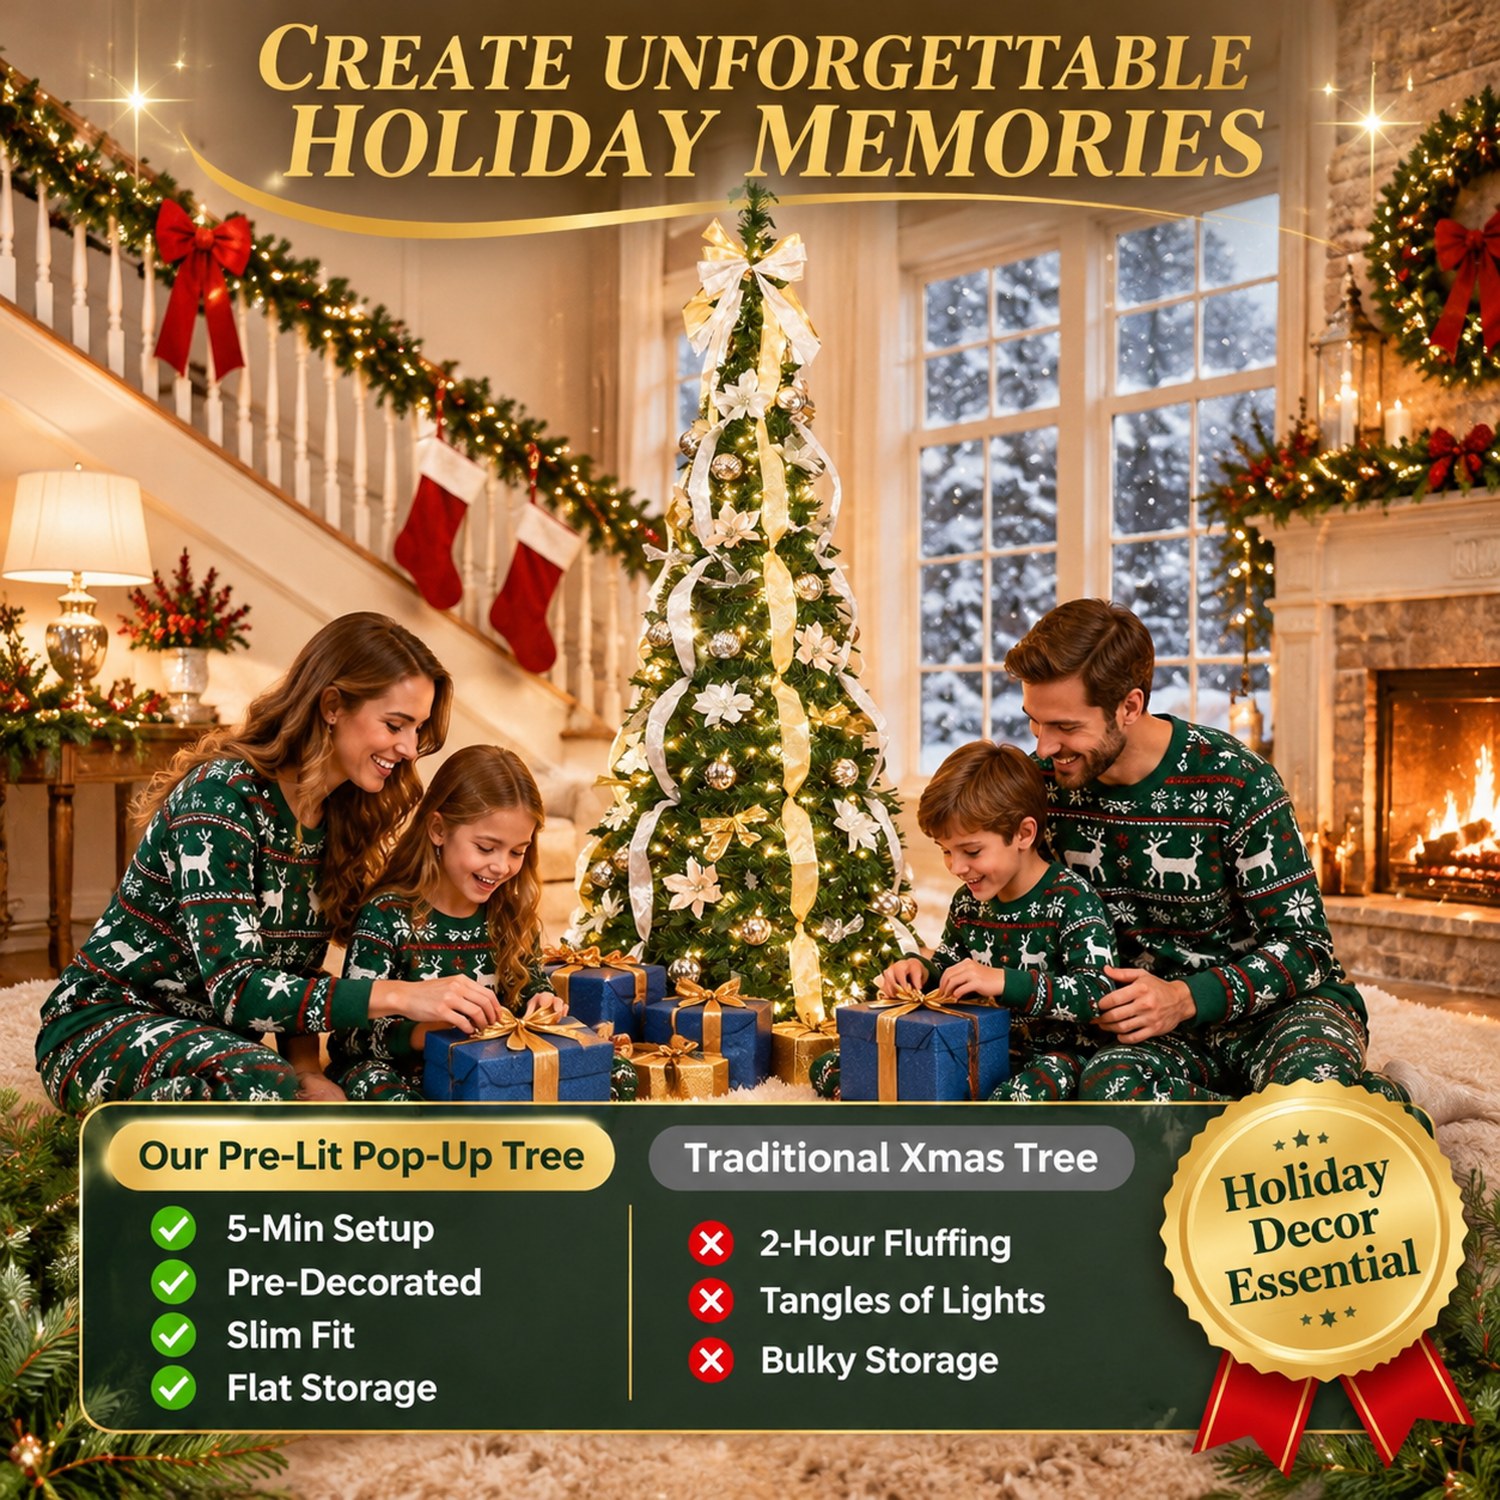 CREATE UNFORGETTABLE
HOLIDAY MEMORIES
Our Pre-Lit Pop-Up Tree
5-Min Setup
Pre-Decorated
Slim Fit
Flat Storage
Traditional Xmas Tree
2-Hour Fluffing
Tangles of Lights
Bulky Storage
Holiday
Decor
Essential